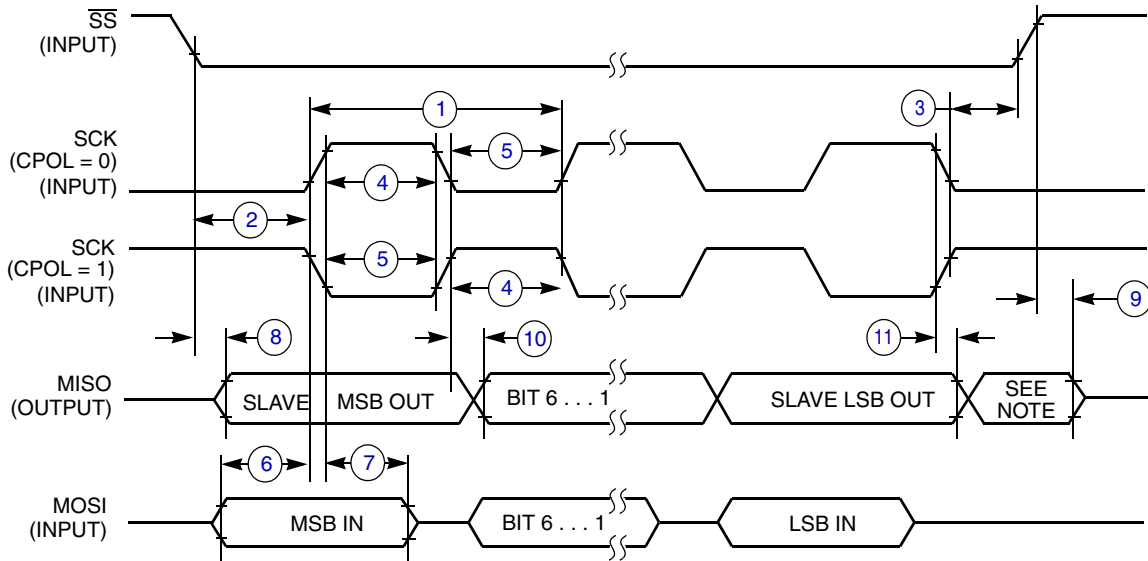 SS
(INPUT)
1
3
SCK
(CPOL = 0)
(INPUT)
5
4
2
SCK
(CPOL = 1)
(INPUT)
5
4
9
8
10
11
MISO
(OUTPUT)
SLAVE
MSB OUT
BIT 6 . . . 1
SLAVE LSB OUT
SEE
NOTE
6
7
MOSI
(INPUT)
MSB IN
BIT 6 . . . 1
LSB IN